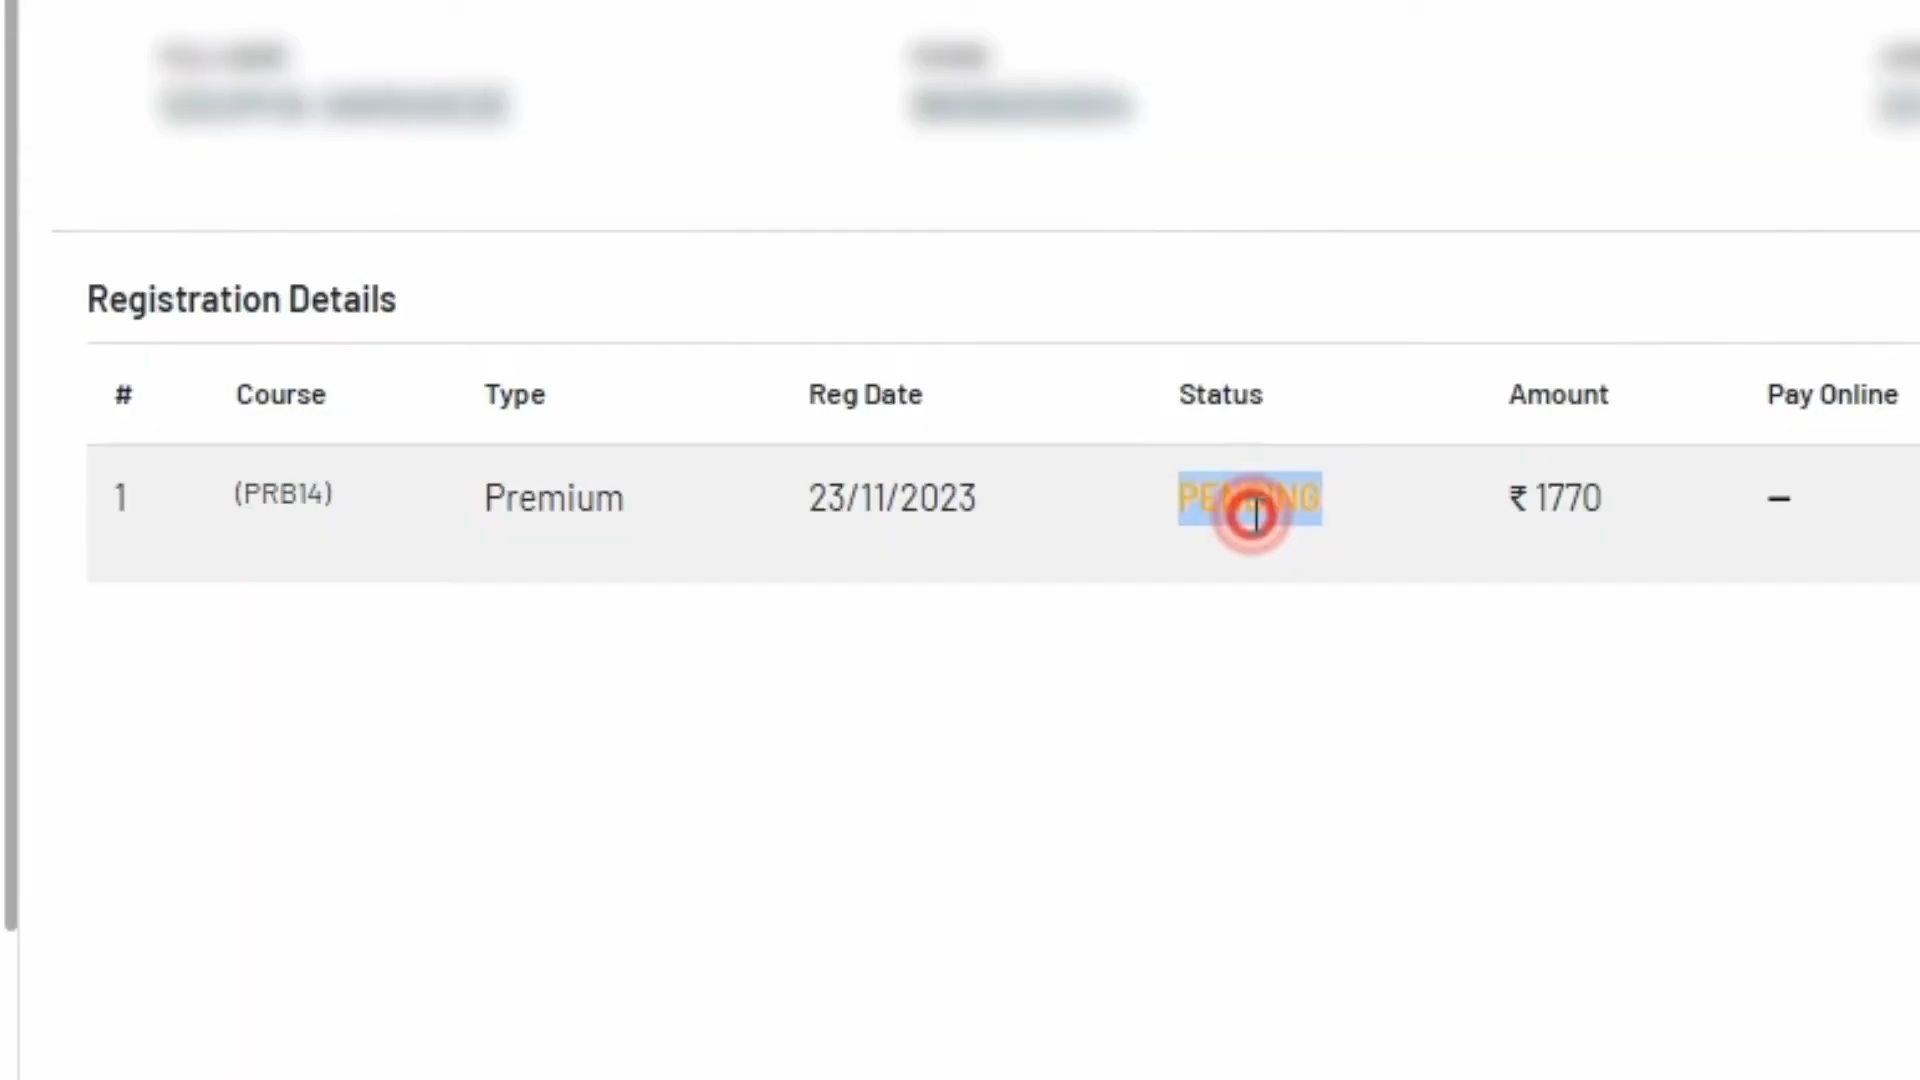 Registration Details
# Course Type Reg Date Status Amount Pay Online
1 (PRB14) Premium 23/11/2023 PENDING ₹ 1770 –